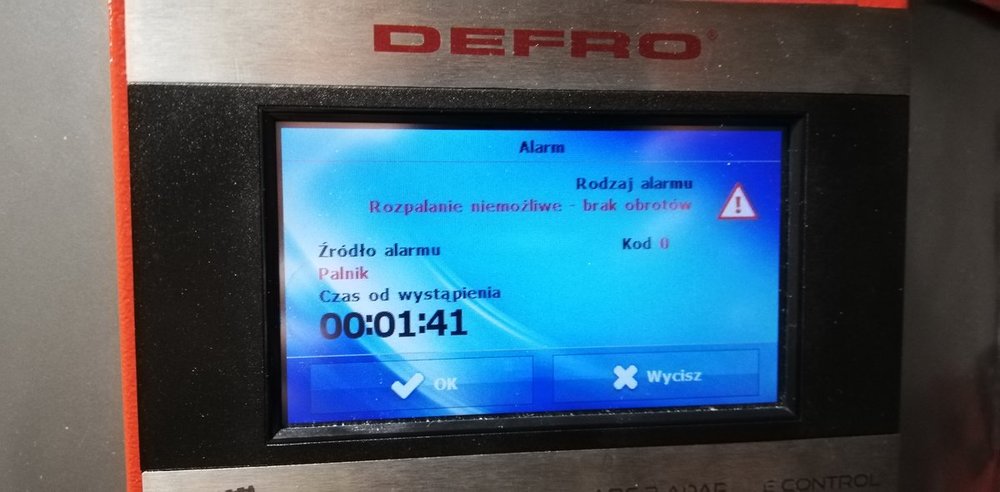 DEFRO®
Alarm
Rodzaj alarmu
Rozpalanie niemożliwe - brak obrotów
Kod 0
Źródło alarmu
Palnik
Czas od wystąpienia
00:01:41
OK
Wycisz
CONTROL